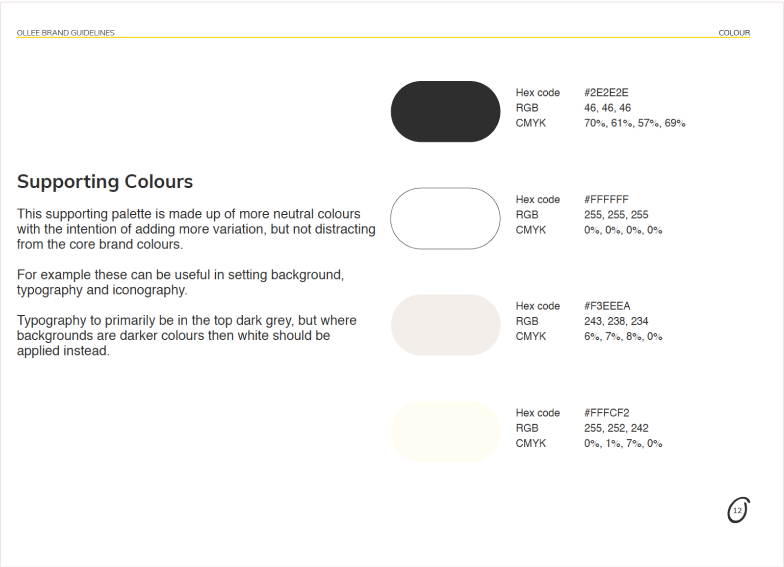 OLLEE BRAND GUIDELINES
COLOUR
Supporting Colours
This supporting palette is made up of more neutral colours
with the intention of adding more variation, but not distracting
from the core brand colours.
For example these can be useful in setting background,
typography and iconography.
Typography to primarily be in the top dark grey, but where
backgrounds are darker colours then white should be
applied instead.
Hex code #2E2E2E
RGB 46, 46, 46
CMYK 70%, 61%, 57%, 69%
Hex code #FFFFFF
RGB 255, 255, 255
CMYK 0%, 0%, 0%, 0%
Hex code #F3EEEA
RGB 243, 238, 234
CMYK 6%, 7%, 8%, 0%
Hex code #FFFCF2
RGB 255, 252, 242
CMYK 0%, 1%, 7%, 0%
12